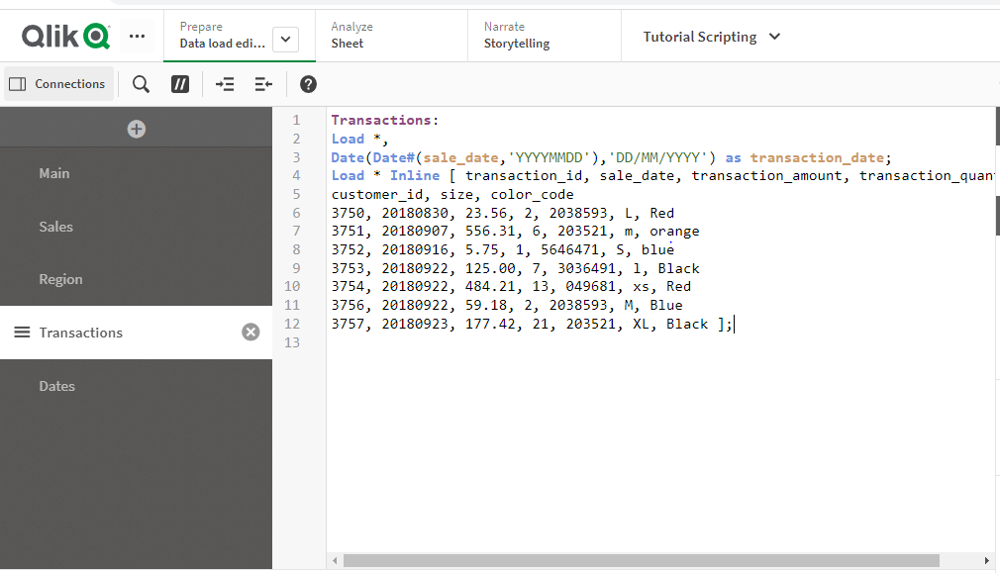 Qlik
Prepare
Data load edi...
Analyze
Sheet
Narrate
Storytelling
Tutorial Scripting
Connections
Main
Sales
Region
Transactions
Dates
1 Transactions:
2 Load *,
3 Date(Date#(sale_date,'YYYYMMDD'),'DD/MM/YYYY') as transaction_date;
4 Load * Inline [ transaction_id, sale_date, transaction_amount,
5 customer_id, size, color_code
6 3750, 20180830, 23.56, 2, 2038593, L, Red
7 3751, 20180907, 556.31, 6, 203521, m, orange
8 3752, 20180916, 5.75, 1, 5646471, S, blue
9 3753, 20180922, 125.00, 7, 3036491, l, Black
10 3754, 20180922, 484.21, 13, 049681, xs, Red
11 3756, 20180922, 59.18, 2, 2038593, M, Blue
12 3757, 20180923, 177.42, 21, 203521, XL, Black ];
13